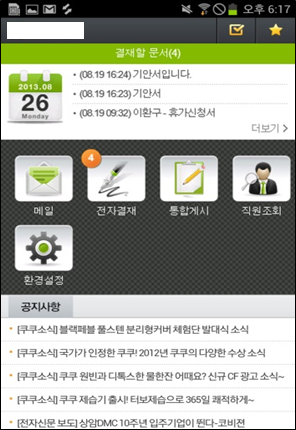 오후 6:17
결재할 문서(4)
2013.08
26
Monday
• (08.19 16:24) 기안서입니다.
• (08.19 16:23) 기안서
• (08.19 09:32) 이환구 - 휴가신청서
더보기 >
4
메일
전자결재
통합게시
직원조회
환경설정
공지사항
• [쿠쿠소식] 블랙페블 풀스텐 분리형커버 체험단 발대식 소식
• [쿠쿠소식] 국가가 인정한 쿠쿠! 2012년 쿠쿠의 다양한 수상 소식
• [쿠쿠소식] 쿠쿠 원빈과 디톡스한 물한잔 어때요? 신규 CF 광고 소식~
• [쿠쿠소식] 쿠쿠 제습기 출시! 터보제습으로 365일 쾌적하게~
• [전자신문 보도] 상암DMC 10주년 입주기업이 뛴다-코비젼